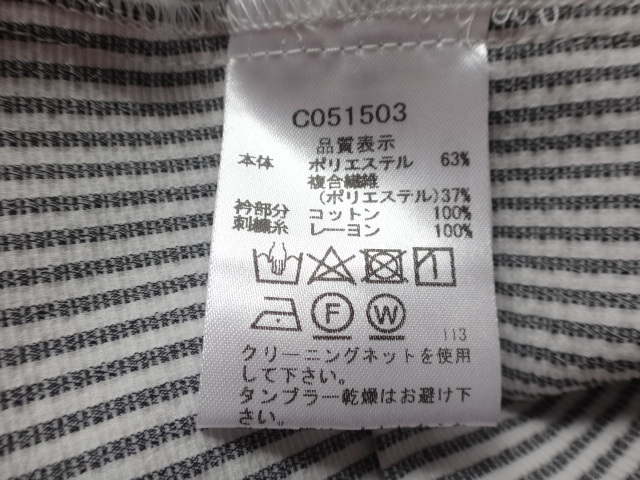 C051503
品質表示
本体 ポリエステル 63%
複合繊維
(ポリエステル)37%
衿部分 コットン 100%
刺繍糸 レーヨン 100%
F W
113
クリーニングネットを使用
して下さい。
タンブラー乾燥はお避け下
さい。